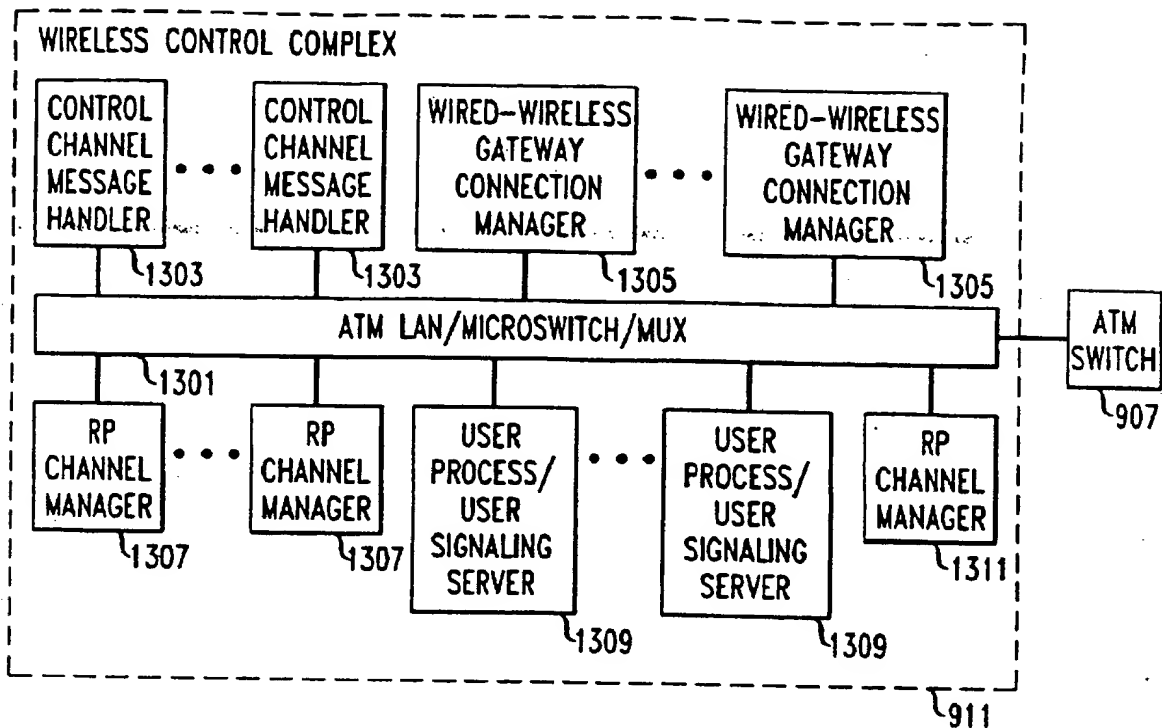 WIRELESS CONTROL COMPLEX
CONTROL
CHANNEL
MESSAGE
HANDLER
1303
CONTROL
CHANNEL
MESSAGE
HANDLER
1303
WIRED-WIRELESS
GATEWAY
CONNECTION
MANAGER
1305
WIRED-WIRELESS
GATEWAY
CONNECTION
MANAGER
1305
ATM LAN/MICROSWITCH/MUX
1301
ATM
SWITCH
907
RP
CHANNEL
MANAGER
1307
RP
CHANNEL
MANAGER
1307
USER
PROCESS/
USER
SIGNALING
SERVER
1309
USER
PROCESS/
USER
SIGNALING
SERVER
1309
RP
CHANNEL
MANAGER
1311
911